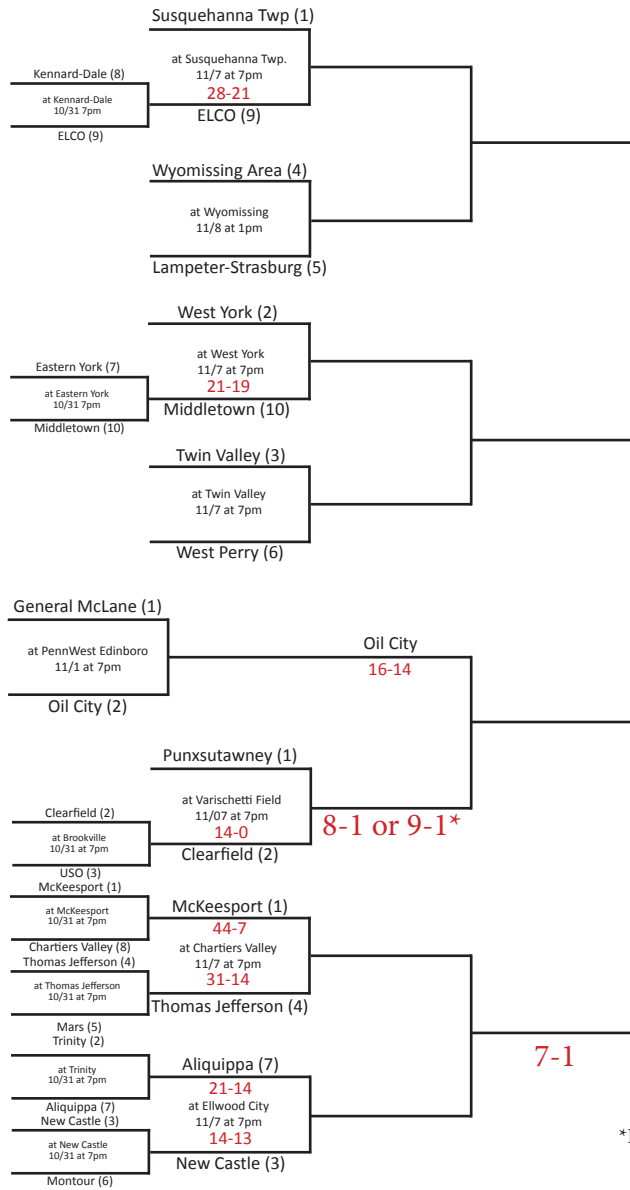 Susquehanna Twp (1)
at Susquehanna Twp.
11/7 at 7pm
28-21
ELCO (9)
Kennard-Dale (8)
at Kennard-Dale
10/31 7pm
ELCO (9)
Wyomissing Area (4)
at Wyomissing
11/8 at 1pm
Lampeter-Strasburg (5)
West York (2)
at West York
11/7 at 7pm
21-19
Middletown (10)
Eastern York (7)
at Eastern York
10/31 7pm
Middletown (10)
Twin Valley (3)
at Twin Valley
11/7 at 7pm
West Perry (6)
General McLane (1)
at PennWest Edinboro
11/1 at 7pm
Oil City (2)
Oil City
16-14
Punxsutawney (1)
at Varischetti Field
11/07 at 7pm
14-0
Clearfield (2)
8-1 or 9-1*
Clearfield (2)
at Brookville
10/31 at 7pm
USO (3)
McKeesport (1)
at McKeesport
10/31 at 7pm
Chartiers Valley (8)
Thomas Jefferson (4)
at Thomas Jefferson
10/31 at 7pm
Mars (5)
McKeesport (1)
44-7
at Chartiers Valley
11/7 at 7pm
31-14
Thomas Jefferson (4)
Trinity (2)
at Trinity
10/31 at 7pm
Aliquippa (7)
New Castle (3)
at New Castle
10/31 at 7pm
Montour (6)
Aliquippa (7)
21-14
at Ellwood City
11/7 at 7pm
14-13
New Castle (3)
7-1